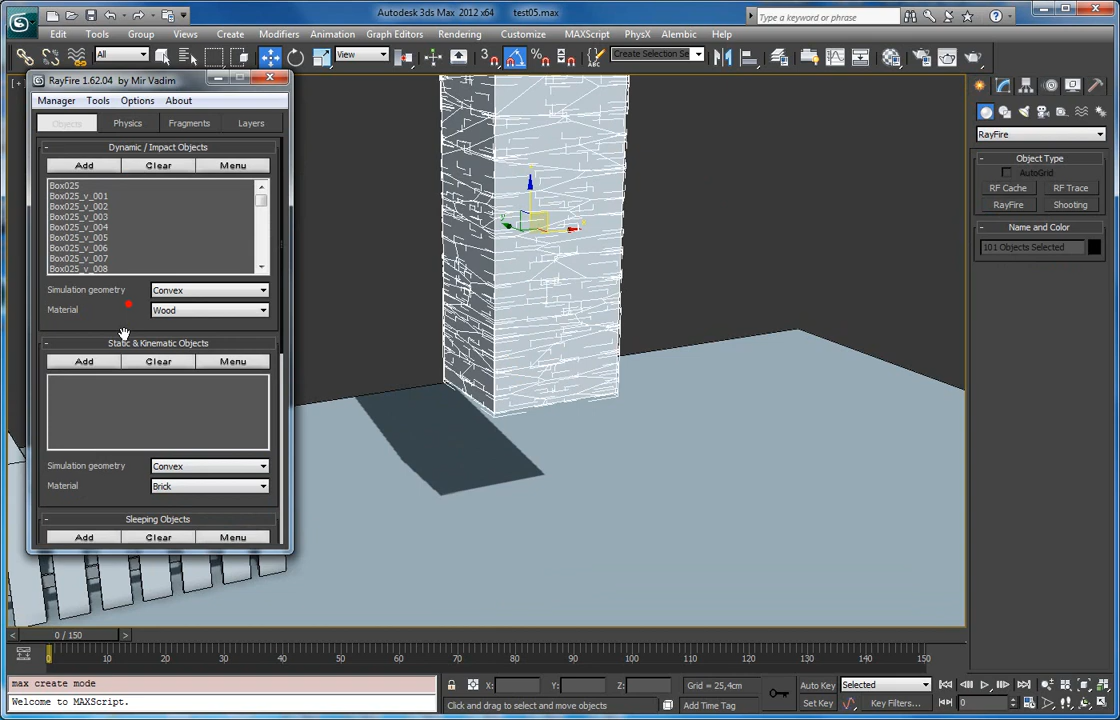 Autodesk 3ds Max 2012 x64 test05.max
Type a keyword or phrase
Edit Tools Group Views Create Modifiers Animation Graph Editors Rendering Customize MAXScript PhysX Alembic Help
All
View
3
%
ABC
Create Selection Se
[+]
RayFire 1.62.04 by Mir Vadim
Manager Tools Options About
Objects Physics Fragments Layers
- Dynamic / Impact Objects
Add Clear Menu
Box025
Box025_v_001
Box025_v_002
Box025_v_003
Box025_v_004
Box025_v_005
Box025_v_006
Box025_v_007
Box025_v_008
Simulation geometry Convex
Material Wood
- Static & Kinematic Objects
Add Clear Menu
Simulation geometry Convex
Material Brick
- Sleeping Objects
Add Clear Menu
RayFire
- Object Type
AutoGrid
RF Cache RF Trace
RayFire Shooting
- Name and Color
101 Objects Selected
< 0 / 150 >
0 10 20 30 40 50 60 70 80 90 100 110 120 130 140 150
max create mode
Welcome to MAXScript.
X: Y: Z: Grid = 25,4cm
Click and drag to select and move objects
Add Time Tag
Auto Key Selected
Set Key Key Filters...
0